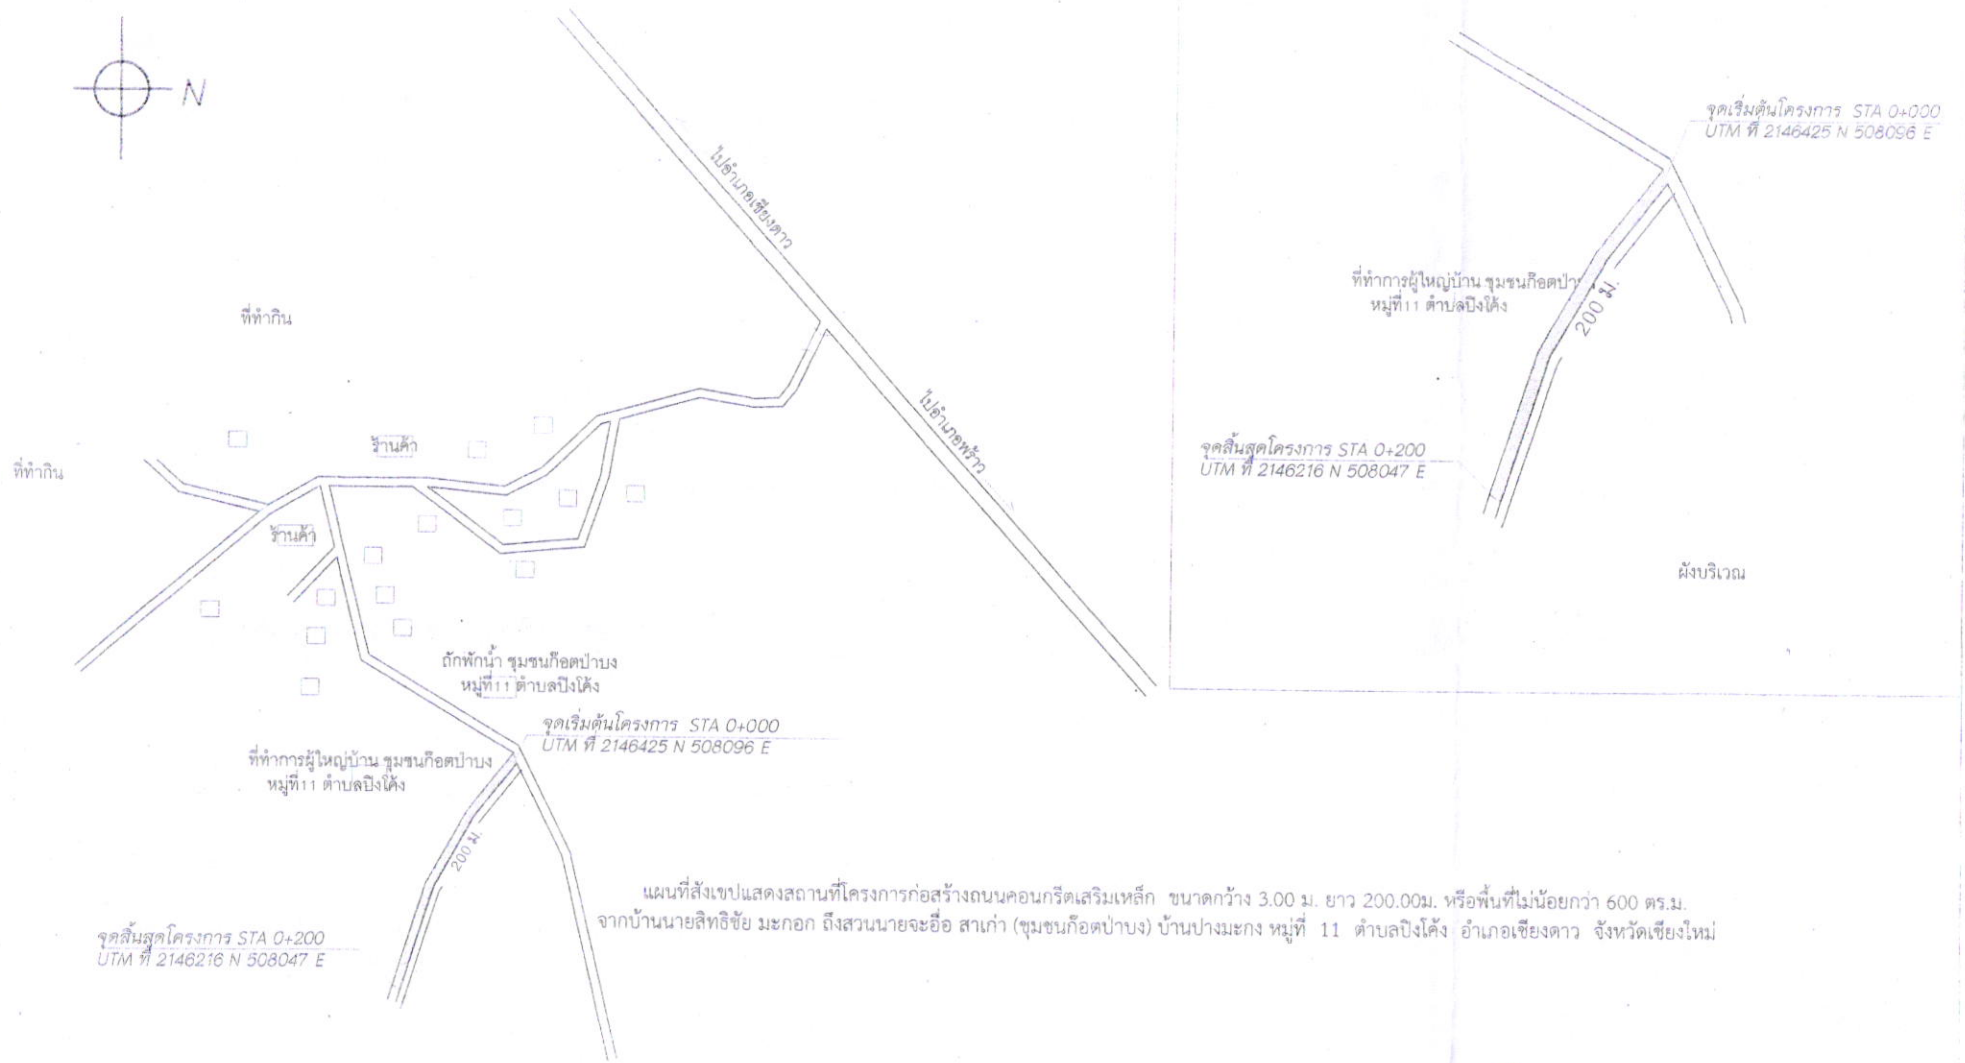 N
ไปอำเภอเชียงดาว
ไปอำเภอพร้าว
ที่ทำกิน
ที่ทำกิน
ร้านค้า
ร้านค้า
ถังพักน้ำ ชุมชนก๊อตป่าบง
หมู่ที่11 ตำบลปิงโค้ง
จุดเริ่มต้นโครงการ STA 0+000
UTM ที่ 2146425 N 508096 E
ที่ทำการผู้ใหญ่บ้าน ชุมชนก๊อตป่าบง
หมู่ที่11 ตำบลปิงโค้ง
200 ม.
จุดสิ้นสุดโครงการ STA 0+200
UTM ที่ 2146216 N 508047 E
จุดเริ่มต้นโครงการ STA 0+000
UTM ที่ 2146425 N 508096 E
ที่ทำการผู้ใหญ่บ้าน ชุมชนก๊อตป่า
หมู่ที่11 ตำบลปิงโค้ง
200 ม.
จุดสิ้นสุดโครงการ STA 0+200
UTM ที่ 2146216 N 508047 E
ผังบริเวณ
แผนที่สังเขปแสดงสถานที่โครงการก่อสร้างถนนคอนกรีตเสริมเหล็ก ขนาดกว้าง 3.00 ม. ยาว 200.00ม. หรือพื้นที่ไม่น้อยกว่า 600 ตร.ม.
จากบ้านนายสิทธิชัย มะกอก ถึงสวนนายจะอื่อ สาเก่า (ชุมชนก๊อตป่าบง) บ้านปางมะกง หมู่ที่ 11 ตำบลปิงโค้ง อำเภอเชียงดาว จังหวัดเชียงใหม่